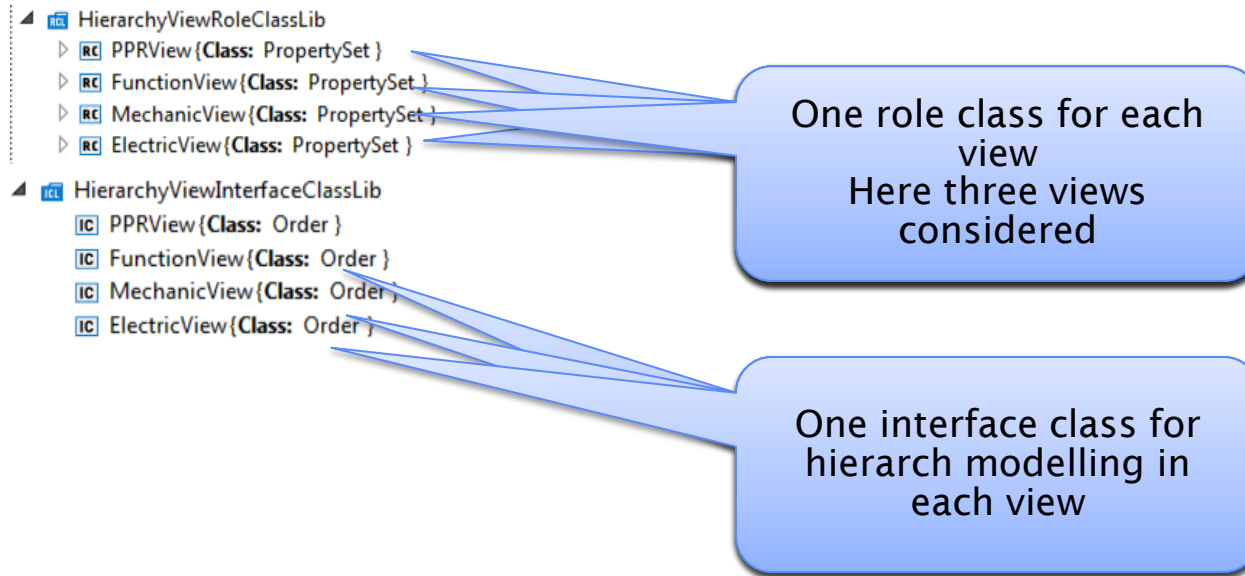 RCL HierarchyViewRoleClassLib
RC PPRView{Class: PropertySet }
RC FunctionView{Class: PropertySet }
RC MechanicView{Class: PropertySet }
RC ElectricView{Class: PropertySet }
ICL HierarchyViewInterfaceClassLib
IC PPRView{Class: Order }
IC FunctionView{Class: Order }
IC MechanicView{Class: Order }
IC ElectricView{Class: Order }
One role class for each
view
Here three views
considered
One interface class for
hierarch modelling in
each view